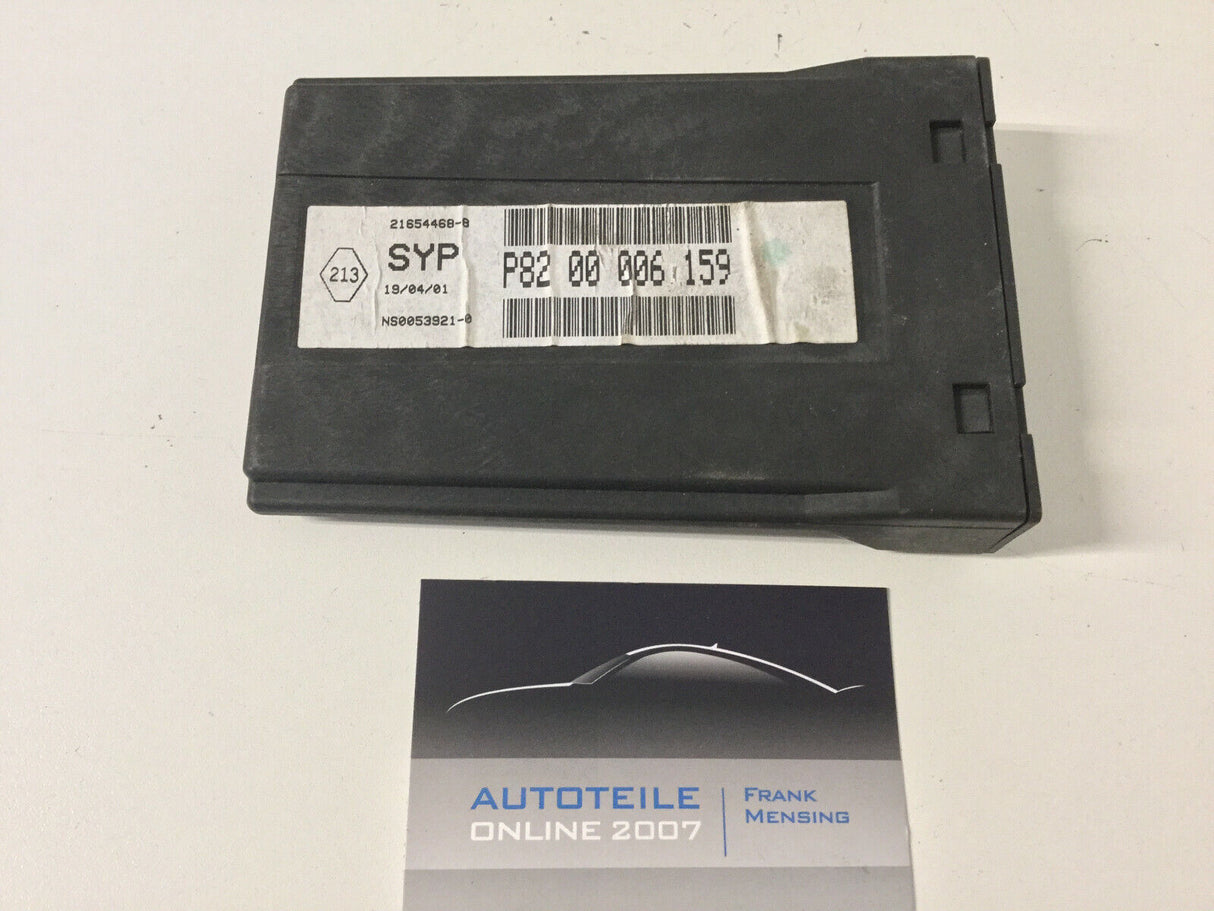 21654468-8
213
SYP
19/04/01
NS0053921-0
P82 00 006 159
AUTOTEILE
ONLINE 2007
FRANK
MENSING